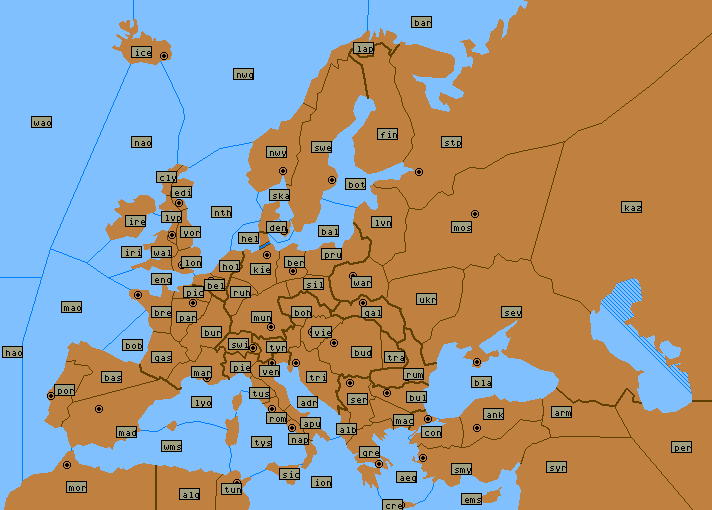 bar
lap
ice
nwg
wao
fin
nao
swe
stp
nwy
cly
bot
edi
ska
kaz
nth
lvp
ire
lvn
den
mos
yor
bal
hel
iri
wal
pru
lon
ber
hol
kie
eng
war
sil
bel
pic
ruh
ukr
mao
bre
par
mun
boh
gal
sev
bur
vie
bob
swi
tyr
hao
bud
gas
tra
pie
ven
mar
rum
bas
tri
bla
por
tus
bul
ser
lyo
adr
ank
arm
rom
mac
apu
alb
mad
con
nap
wms
tys
per
gre
smy
syr
sic
aeg
ion
mor
tun
alg
ems
cre